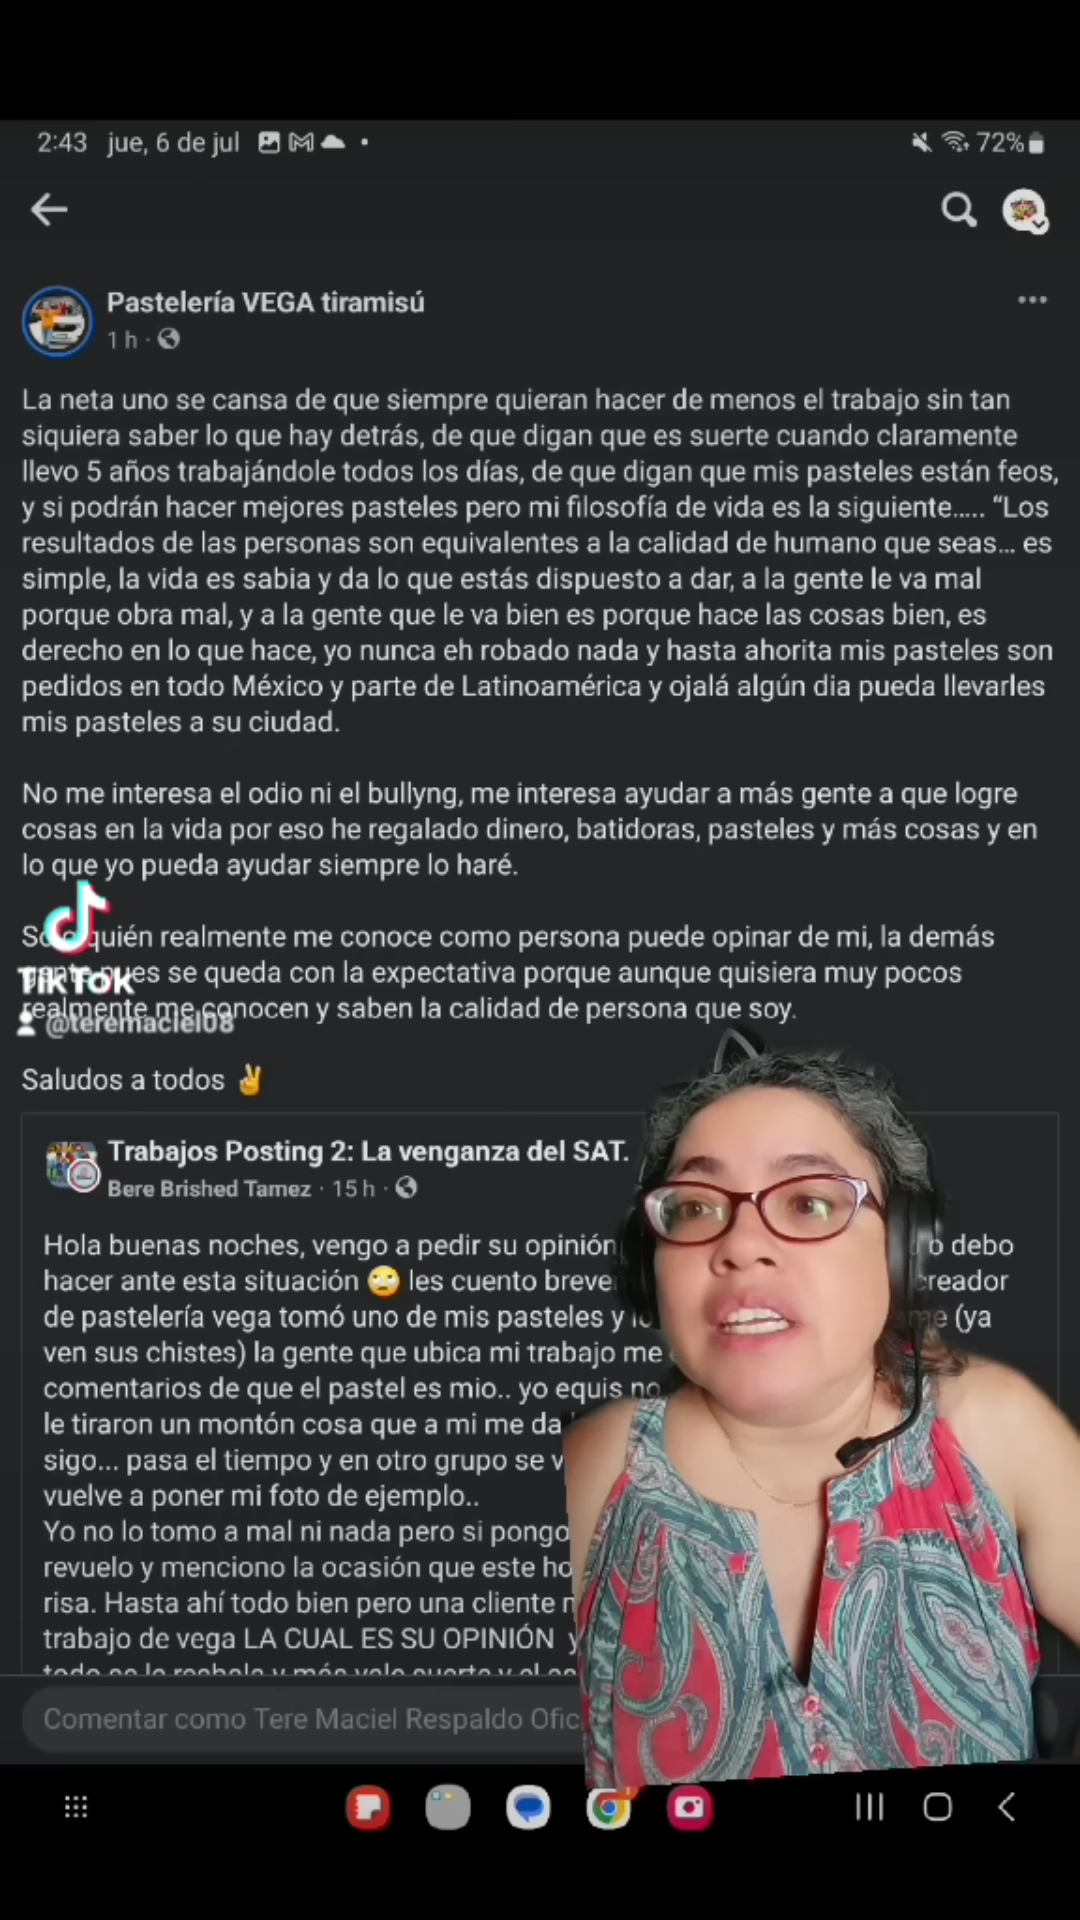 2:43 jue, 6 de jul
72%
Pastelería VEGA tiramisú
1 h
La neta uno se cansa de que siempre quieran hacer de menos el trabajo sin tan
siquiera saber lo que hay detrás, de que digan que es suerte cuando claramente
llevo 5 años trabajándole todos los días, de que digan que mis pasteles están feos,
y si podrán hacer mejores pasteles pero mi filosofía de vida es la siguiente..... “Los
resultados de las personas son equivalentes a la calidad de humano que seas... es
simple, la vida es sabia y da lo que estás dispuesto a dar, a la gente le va mal
porque obra mal, y a la gente que le va bien es porque hace las cosas bien, es
derecho en lo que hace, yo nunca eh robado nada y hasta ahorita mis pasteles son
pedidos en todo México y parte de Latinoamérica y ojalá algún dia pueda llevarles
mis pasteles a su ciudad.
No me interesa el odio ni el bullyng, me interesa ayudar a más gente a que logre
cosas en la vida por eso he regalado dinero, batidoras, pasteles y más cosas y en
lo que yo pueda ayudar siempre lo haré.
quién realmente me conoce como persona puede opinar de mi, la demás
pues se queda con la expectativa porque aunque quisiera muy pocos
TikTok
realmente me conocen y saben la calidad de persona que soy.
@teremaciel08
Saludos a todos ✌️
Trabajos Posting 2: La venganza del SAT.
Bere Brished Tamez · 15 h
Hola buenas noches, vengo a pedir su opinión o debo
hacer ante esta situación 🙄 les cuento creador
de pastelería vega tomó uno de mis pasteles y (ya
ven sus chistes) la gente que ubica mi trabajo me
comentarios de que el pastel es mio.. yo equis no
le tiraron un montón cosa que a mi me da
sigo... pasa el tiempo y en otro grupo se
vuelve a poner mi foto de ejemplo..
Yo no lo tomo a mal ni nada pero si pongo
revuelo y menciono la ocasión que este
risa. Hasta ahí todo bien pero una cliente
trabajo de vega LA CUAL ES SU OPINIÓN y
Comentar como Tere Maciel Respaldo